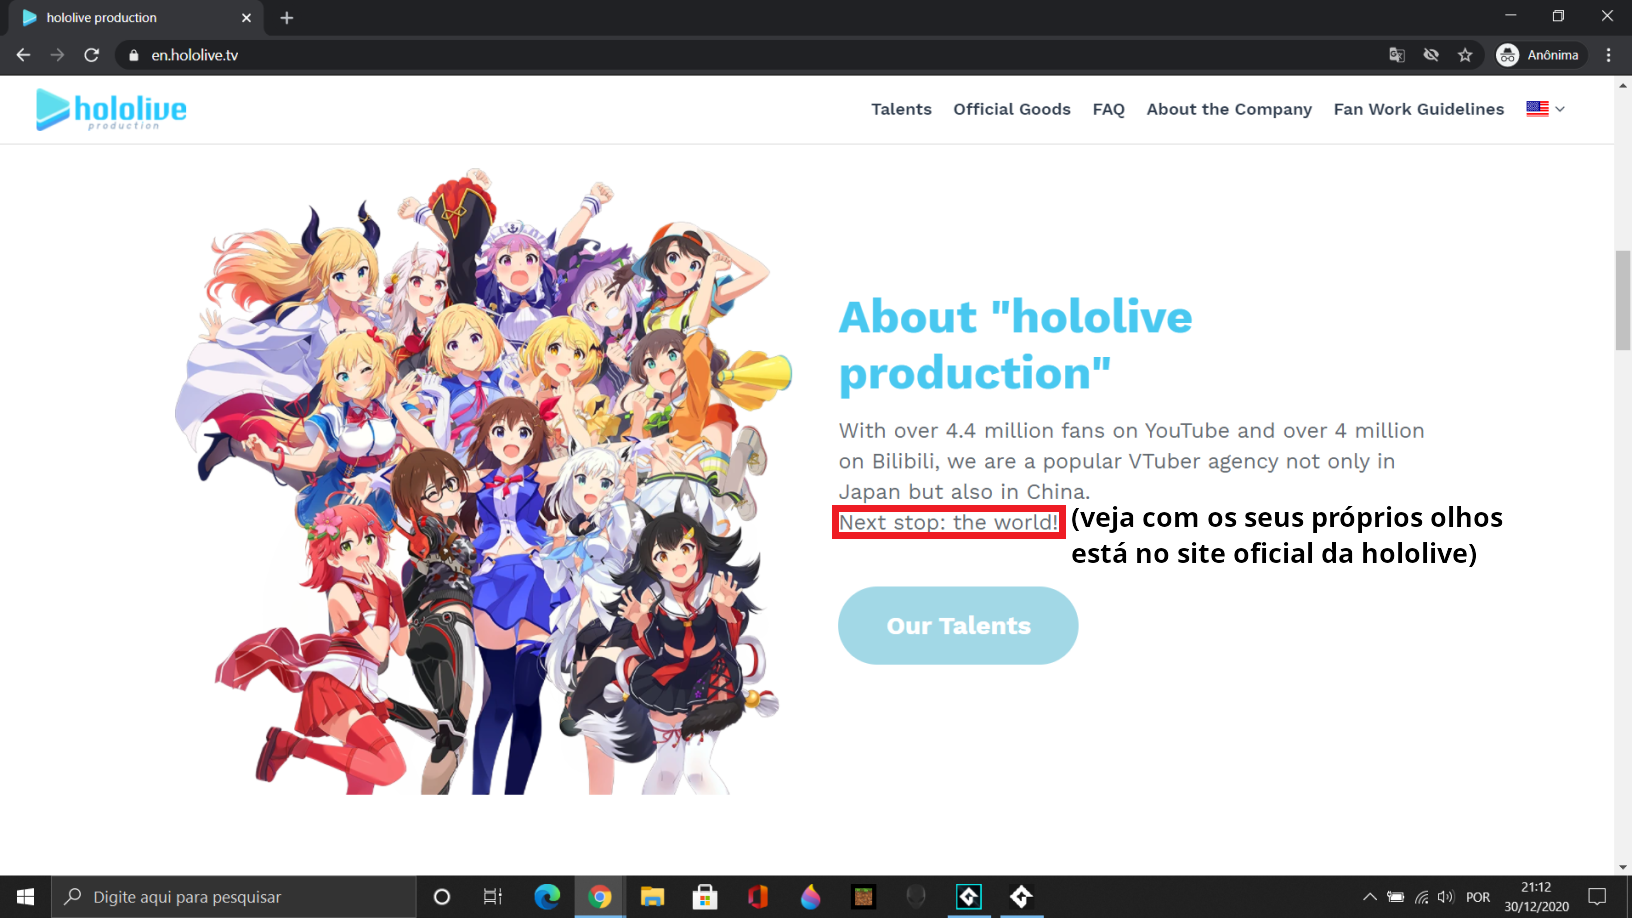 hololive production
en.hololive.tv
Anônima
hololive
production
Talents
Official Goods
FAQ
About the Company
Fan Work Guidelines
About "hololive
production"
With over 4.4 million fans on YouTube and over 4 million
on Bilibili, we are a popular VTuber agency not only in
Japan but also in China.
Next stop: the world!
(veja com os seus próprios olhos
está no site oficial da hololive)
Our Talents
Digite aqui para pesquisar
POR
21:12
30/12/2020